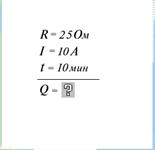 R = 25Ом
I = 10А
t = 10мин
Q =